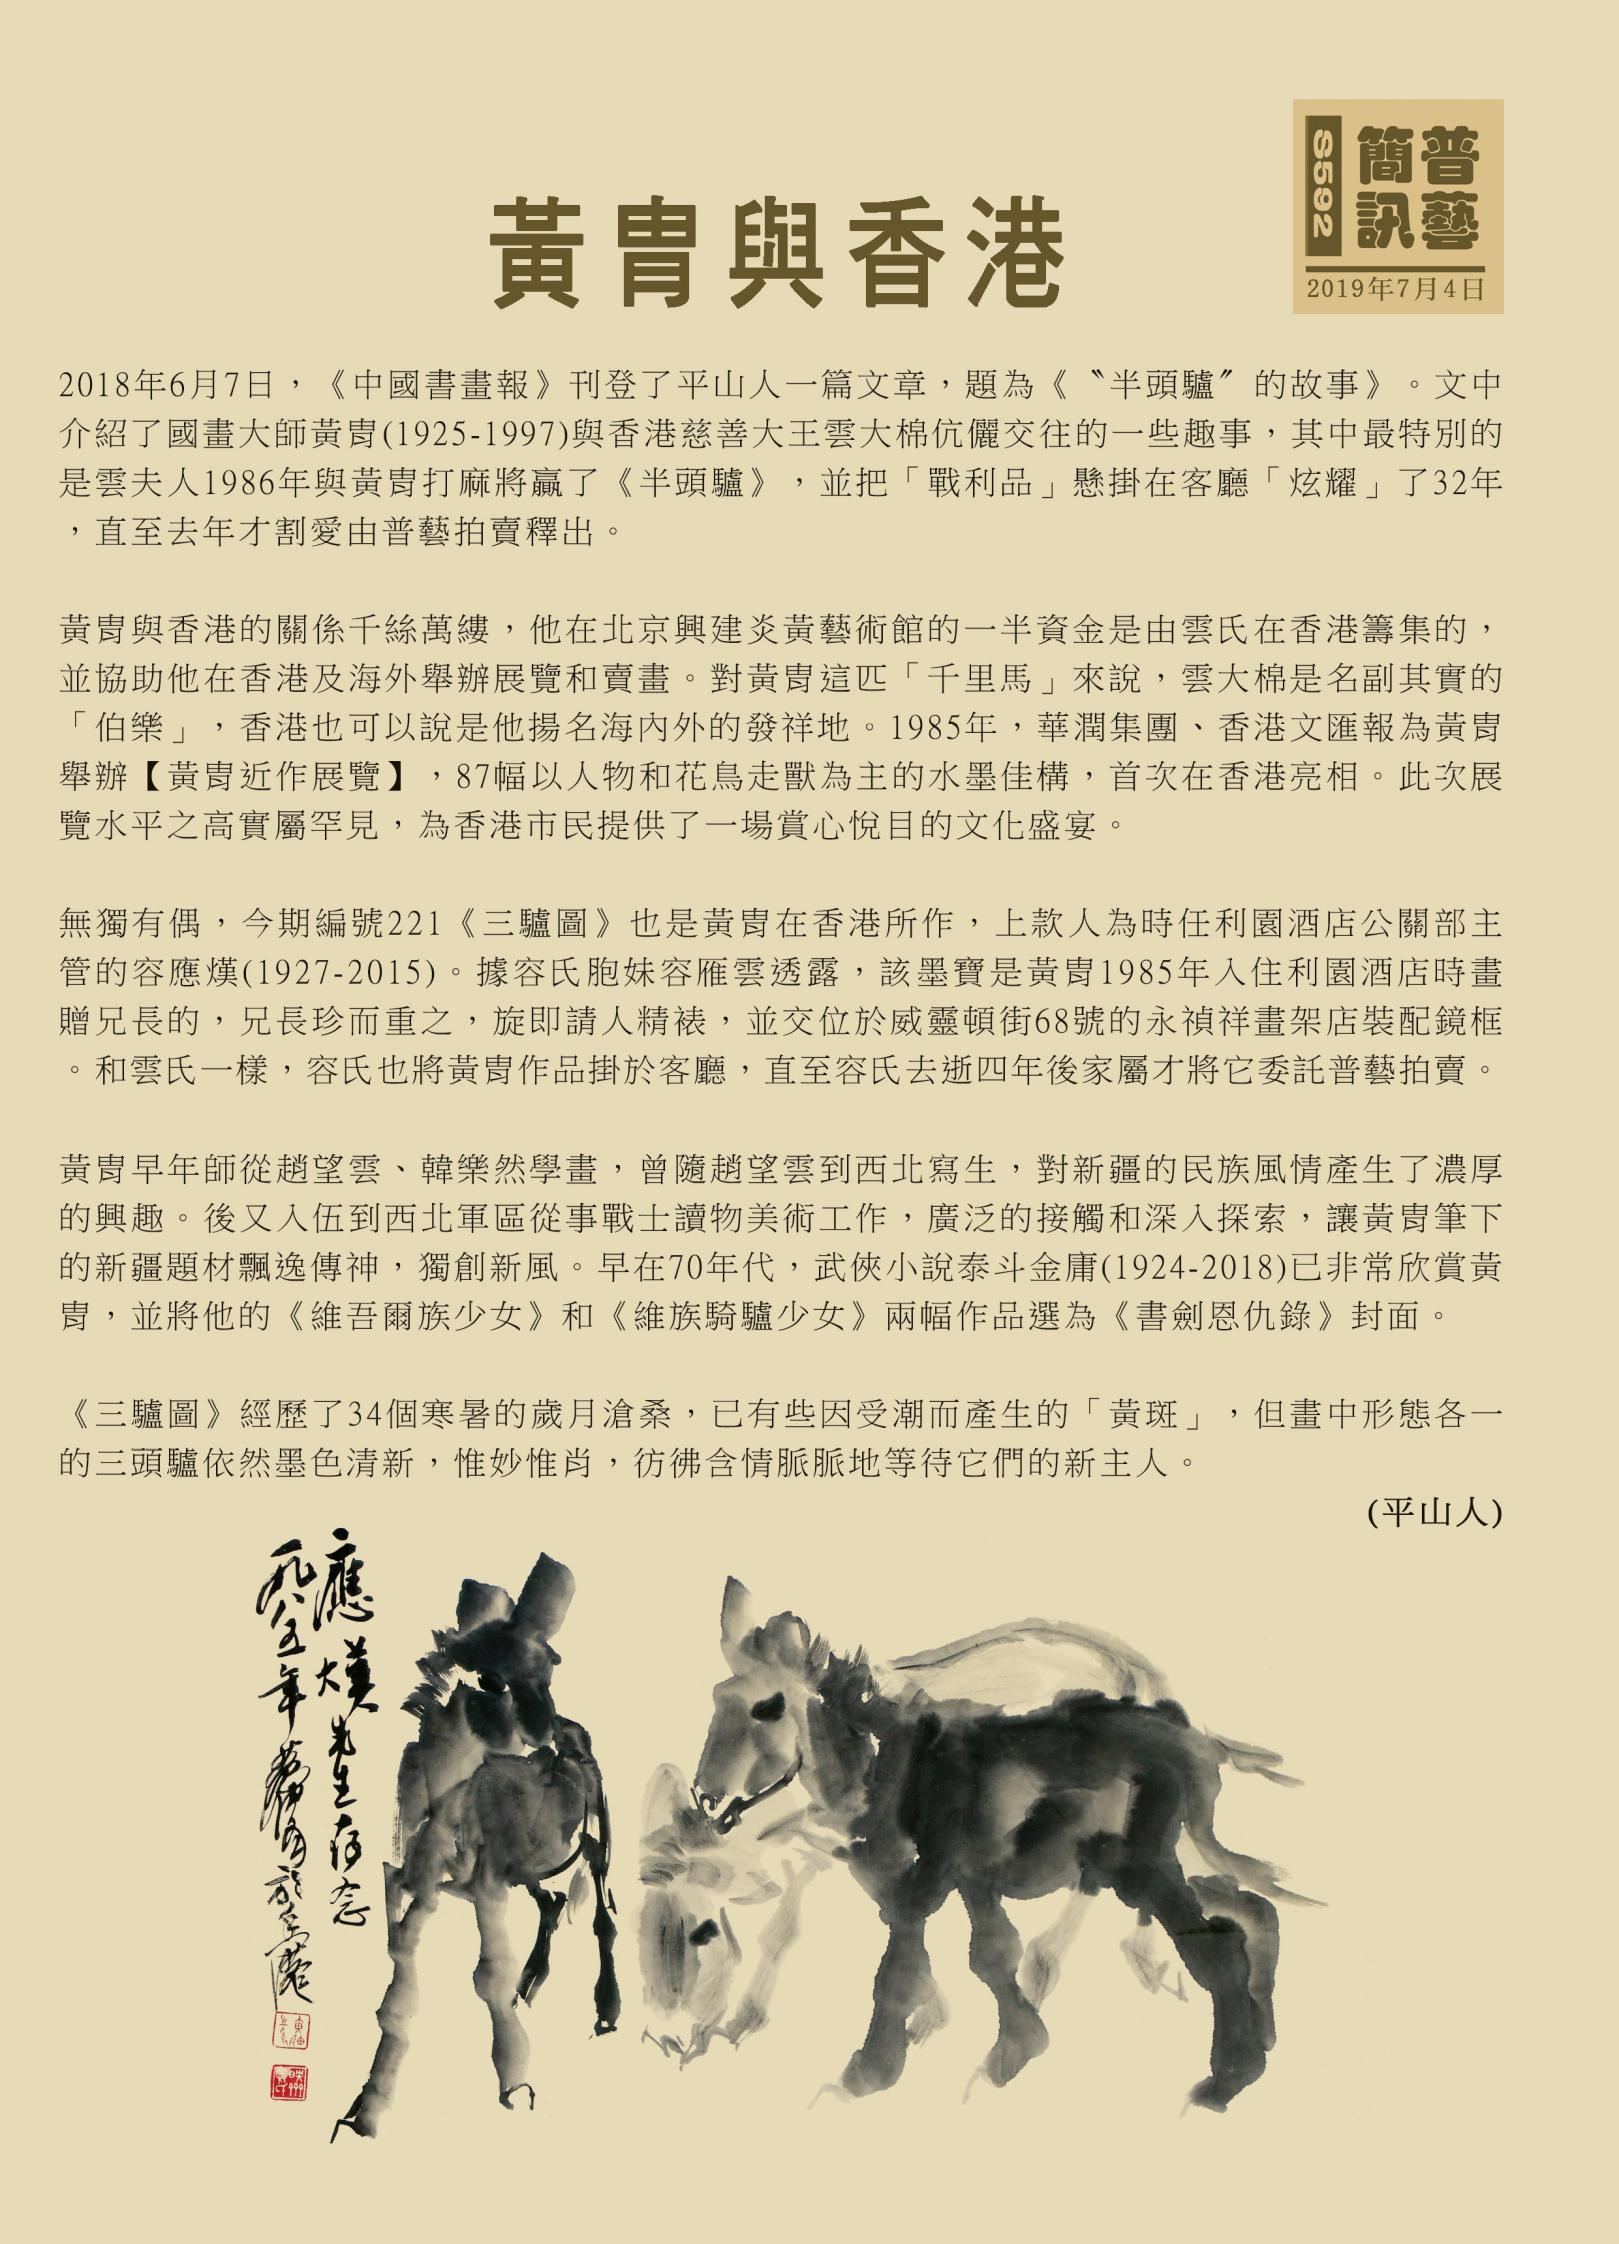 普藝
簡訊
S592
2019年7月4日
黃胄與香港
2018年6月7日，《中國書畫報》刊登了平山人一篇文章，題為《〝半頭驢〞的故事》。文中
介紹了國畫大師黃胄(1925-1997)與香港慈善大王雲大棉伉儷交往的一些趣事，其中最特別的
是雲夫人1986年與黃胄打麻將贏了《半頭驢》，並把「戰利品」懸掛在客廳「炫耀」了32年
，直至去年才割愛由普藝拍賣釋出。
黃胄與香港的關係千絲萬縷，他在北京興建炎黃藝術館的一半資金是由雲氏在香港籌集的，
並協助他在香港及海外舉辦展覽和賣畫。對黃胄這匹「千里馬」來說，雲大棉是名副其實的
「伯樂」，香港也可以說是他揚名海內外的發祥地。1985年，華潤集團、香港文匯報為黃胄
舉辦【黃胄近作展覽】，87幅以人物和花鳥走獸為主的水墨佳構，首次在香港亮相。此次展
覽水平之高實屬罕見，為香港市民提供了一場賞心悅目的文化盛宴。
無獨有偶，今期編號221《三驢圖》也是黃胄在香港所作，上款人為時任利園酒店公關部主
管的容應熯(1927-2015)。據容氏胞妹容雁雲透露，該墨寶是黃胄1985年入住利園酒店時畫
贈兄長的，兄長珍而重之，旋即請人精裱，並交位於威靈頓街68號的永禎祥畫架店裝配鏡框
。和雲氏一樣，容氏也將黃胄作品掛於客廳，直至容氏去逝四年後家屬才將它委託普藝拍賣。
黃胄早年師從趙望雲、韓樂然學畫，曾隨趙望雲到西北寫生，對新疆的民族風情產生了濃厚
的興趣。後又入伍到西北軍區從事戰士讀物美術工作，廣泛的接觸和深入探索，讓黃胄筆下
的新疆題材飄逸傳神，獨創新風。早在70年代，武俠小說泰斗金庸(1924-2018)已非常欣賞黃
胄，並將他的《維吾爾族少女》和《維族騎驢少女》兩幅作品選為《書劍恩仇錄》封面。
《三驢圖》經歷了34個寒暑的歲月滄桑，已有些因受潮而產生的「黃斑」，但畫中形態各一
的三頭驢依然墨色清新，惟妙惟肖，彷彿含情脈脈地等待它們的新主人。
(平山人)
應熯先生存念
一九八五年黃胄於香港